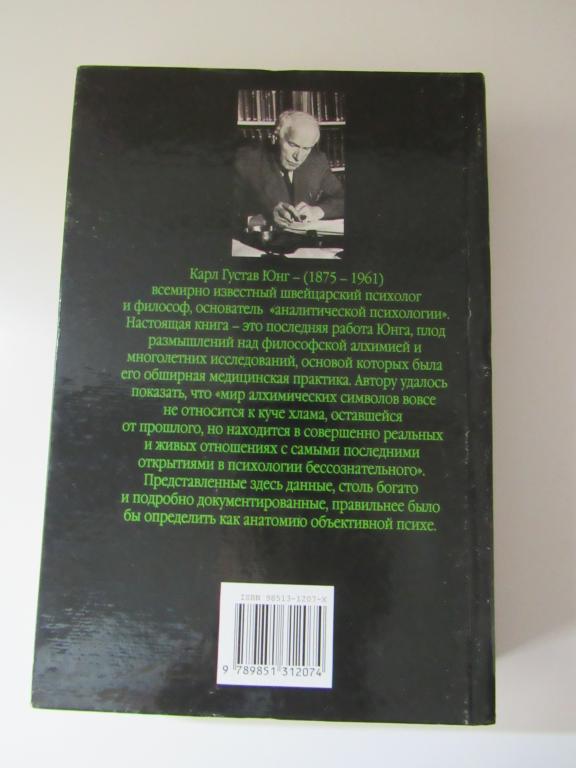 Карл Густав Юнг – (1875 – 1961)
всемирно известный швейцарский психолог
и философ, основатель «аналитической психологии».
Настоящая книга – это последняя работа Юнга, плод
размышлений над философской алхимией и
многолетних исследований, основой которых была
его обширная медицинская практика. Автору удалось
показать, что «мир алхимических символов вовсе
не относится к куче хлама, оставшейся
от прошлого, но находится в совершенно реальных
и живых отношениях с самыми последними
открытиями в психологии бессознательного».
Представленные здесь данные, столь богато
и подробно документированные, правильнее было
бы определить как анатомию объективной психе.
ISBN 98513-1207-X
9 789851 312074